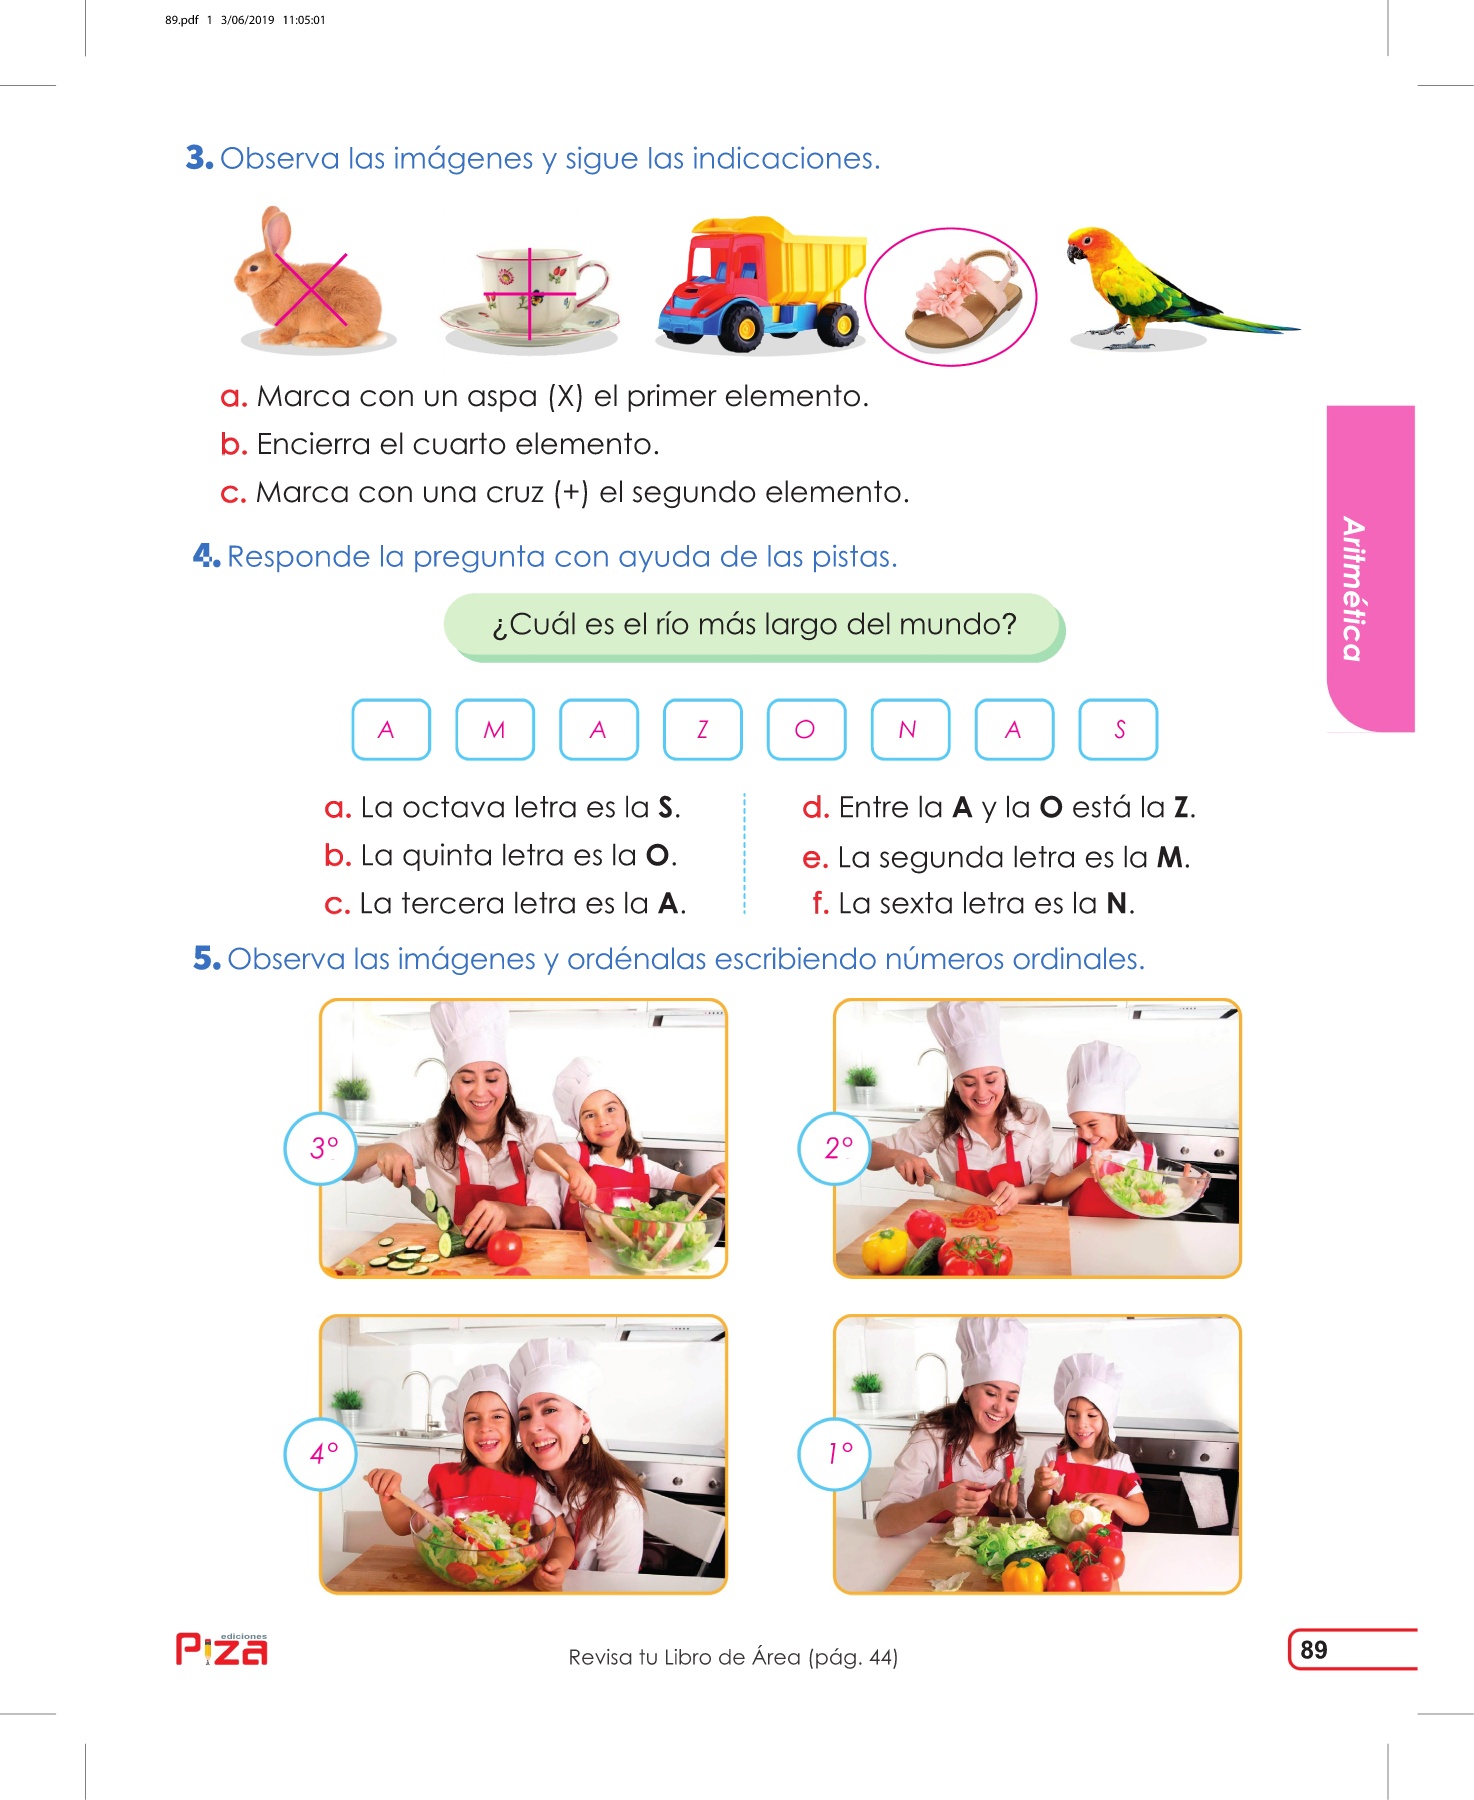 89.pdf 1 3/06/2019 11:05:01
3. Observa las imágenes y sigue las indicaciones.
a. Marca con un aspa (X) el primer elemento.
b. Encierra el cuarto elemento.
c. Marca con una cruz (+) el segundo elemento.
Aritmética
4. Responde la pregunta con ayuda de las pistas.
¿Cuál es el río más largo del mundo?
A M A Z O N A S
a. La octava letra es la S.
b. La quinta letra es la O.
c. La tercera letra es la A.
d. Entre la A y la O está la Z.
e. La segunda letra es la M.
f. La sexta letra es la N.
5. Observa las imágenes y ordénalas escribiendo números ordinales.
3° 2°
4° 1°
ediciones
Piza
Revisa tu Libro de Área (pág. 44)
89